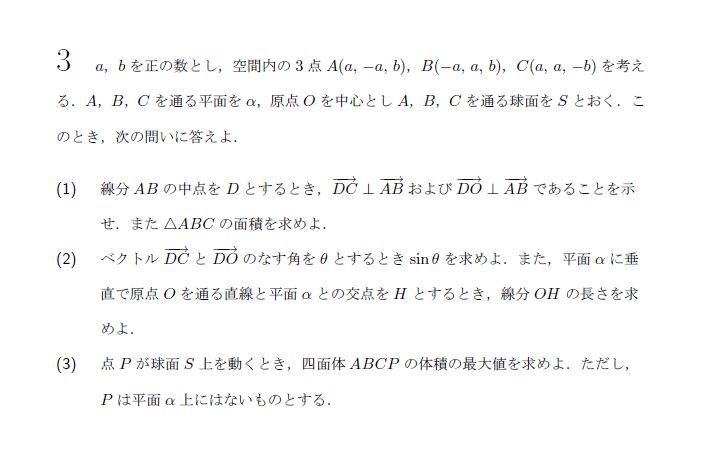 3 a, b を正の数とし，空間内の 3 点 A(a, −a, b)，B(−a, a, b)，C(a, a, −b) を考え
る．A，B，C を通る平面を α，原点 O を中心とし A，B，C を通る球面を S とおく．こ
のとき，次の問いに答えよ．
(1) 線分 AB の中点を D とするとき，$\overrightarrow{DC} \perp \overrightarrow{AB}$ および $\overrightarrow{DO} \perp \overrightarrow{AB}$ であることを示
せ．また △ABC の面積を求めよ．
(2) ベクトル $\overrightarrow{DC}$ と $\overrightarrow{DO}$ のなす角を θ とするとき sin θ を求めよ．また，平面 α に垂
直で原点 O を通る直線と平面 α との交点を H とするとき，線分 OH の長さを求
めよ．
(3) 点 P が球面 S 上を動くとき，四面体 ABCP の体積の最大値を求めよ．ただし，
P は平面 α 上にはないものとする．